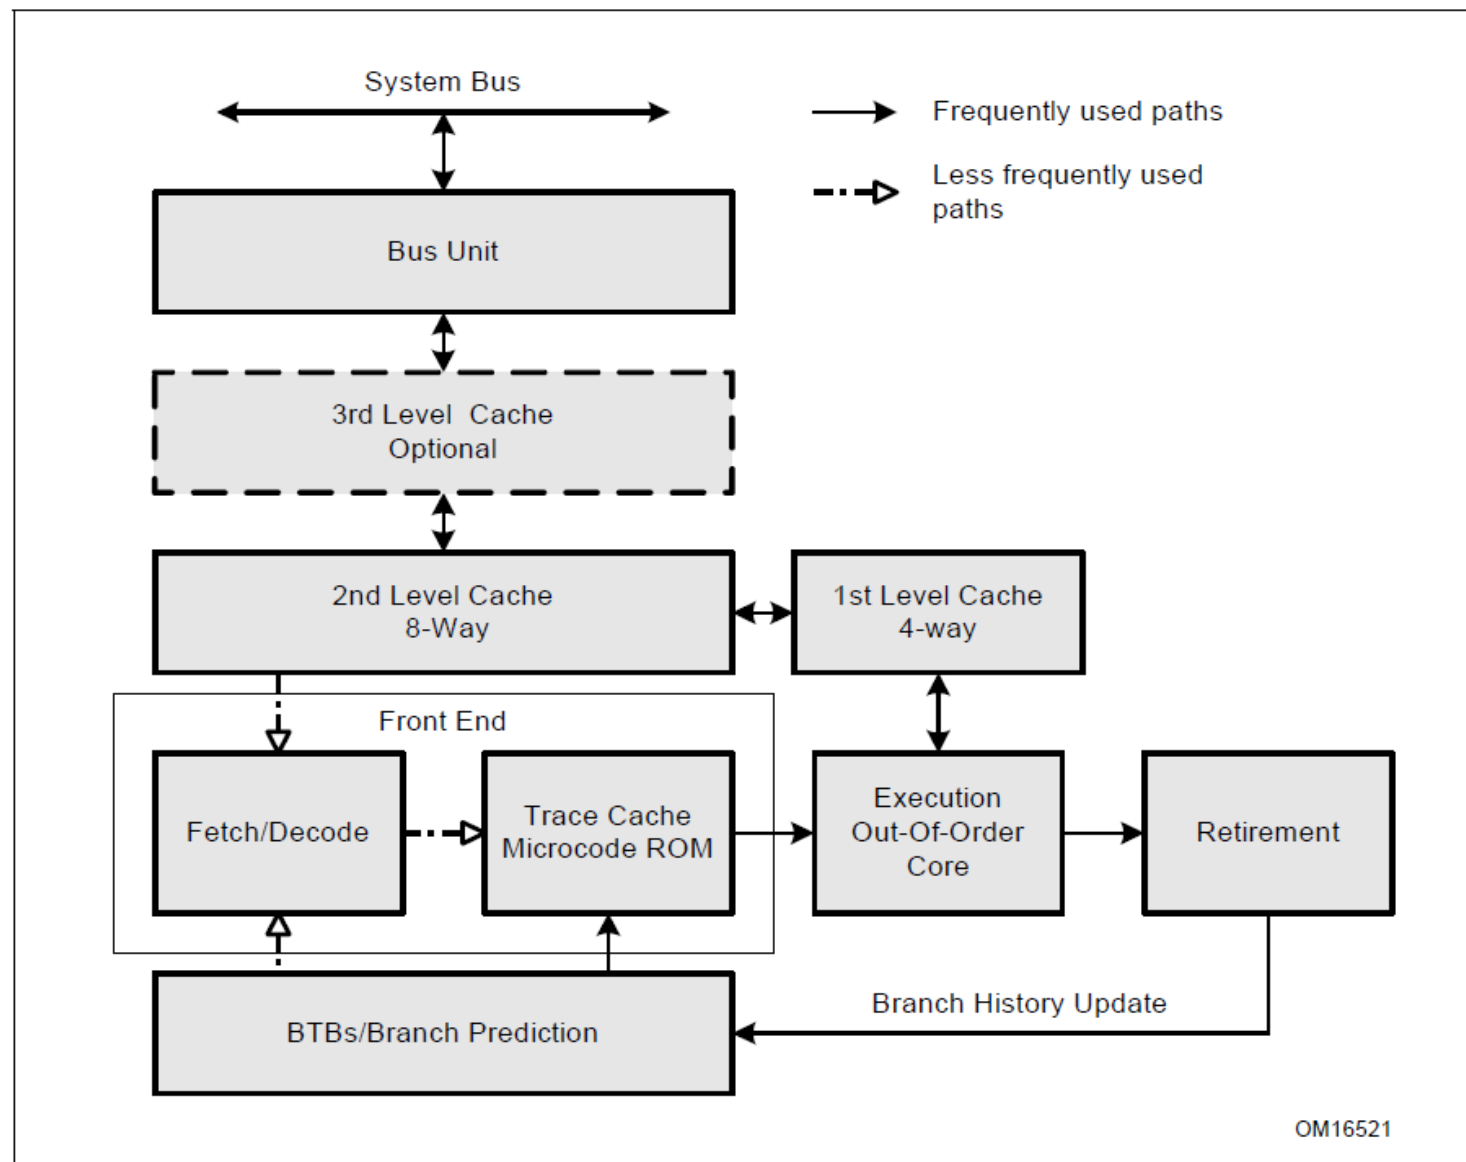 System Bus
Frequently used paths
Less frequently used
paths
Bus Unit
3rd Level Cache
Optional
2nd Level Cache
8-Way
1st Level Cache
4-way
Front End
Fetch/Decode
Trace Cache
Microcode ROM
Execution
Out-Of-Order
Core
Retirement
Branch History Update
BTBs/Branch Prediction
OM16521